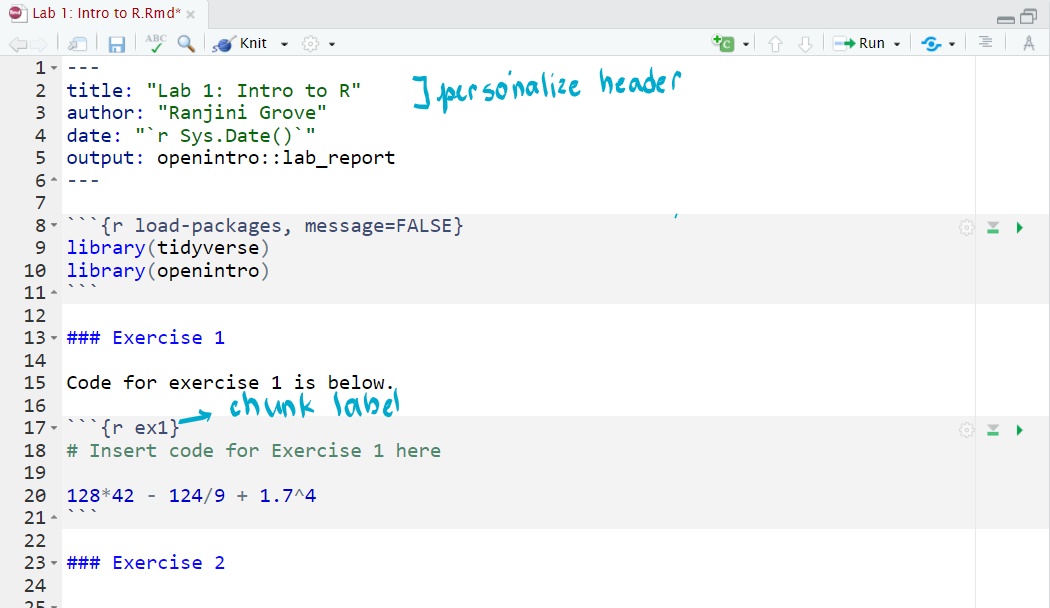 Lab 1: Intro to R.Rmd*
ABC Knit Run
1 ---
2 title: "Lab 1: Intro to R" personalize header
3 author: "Ranjini Grove"
4 date: "`r Sys.Date()`"
5 output: openintro::lab_report
6 ---
7
8 ```{r load-packages, message=FALSE}
9 library(tidyverse)
10 library(openintro)
11 ```
12
13 ### Exercise 1
14
15 Code for exercise 1 is below.
16 chunk label
17 ```{r ex1}
18 # Insert code for Exercise 1 here
19
20 128*42 - 124/9 + 1.7^4
21 ```
22
23 ### Exercise 2
24
25